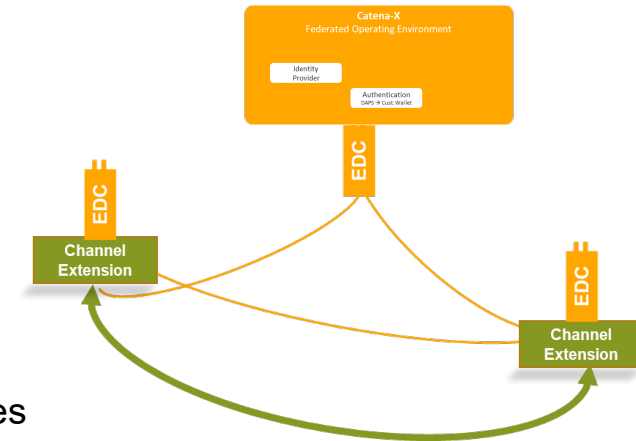 Catena-X
Federated Operating Environment
Identity
Provider
Authentication
DAPS → Cust. Wallet
EDC
EDC
Channel
Extension
EDC
Channel
Extension
es